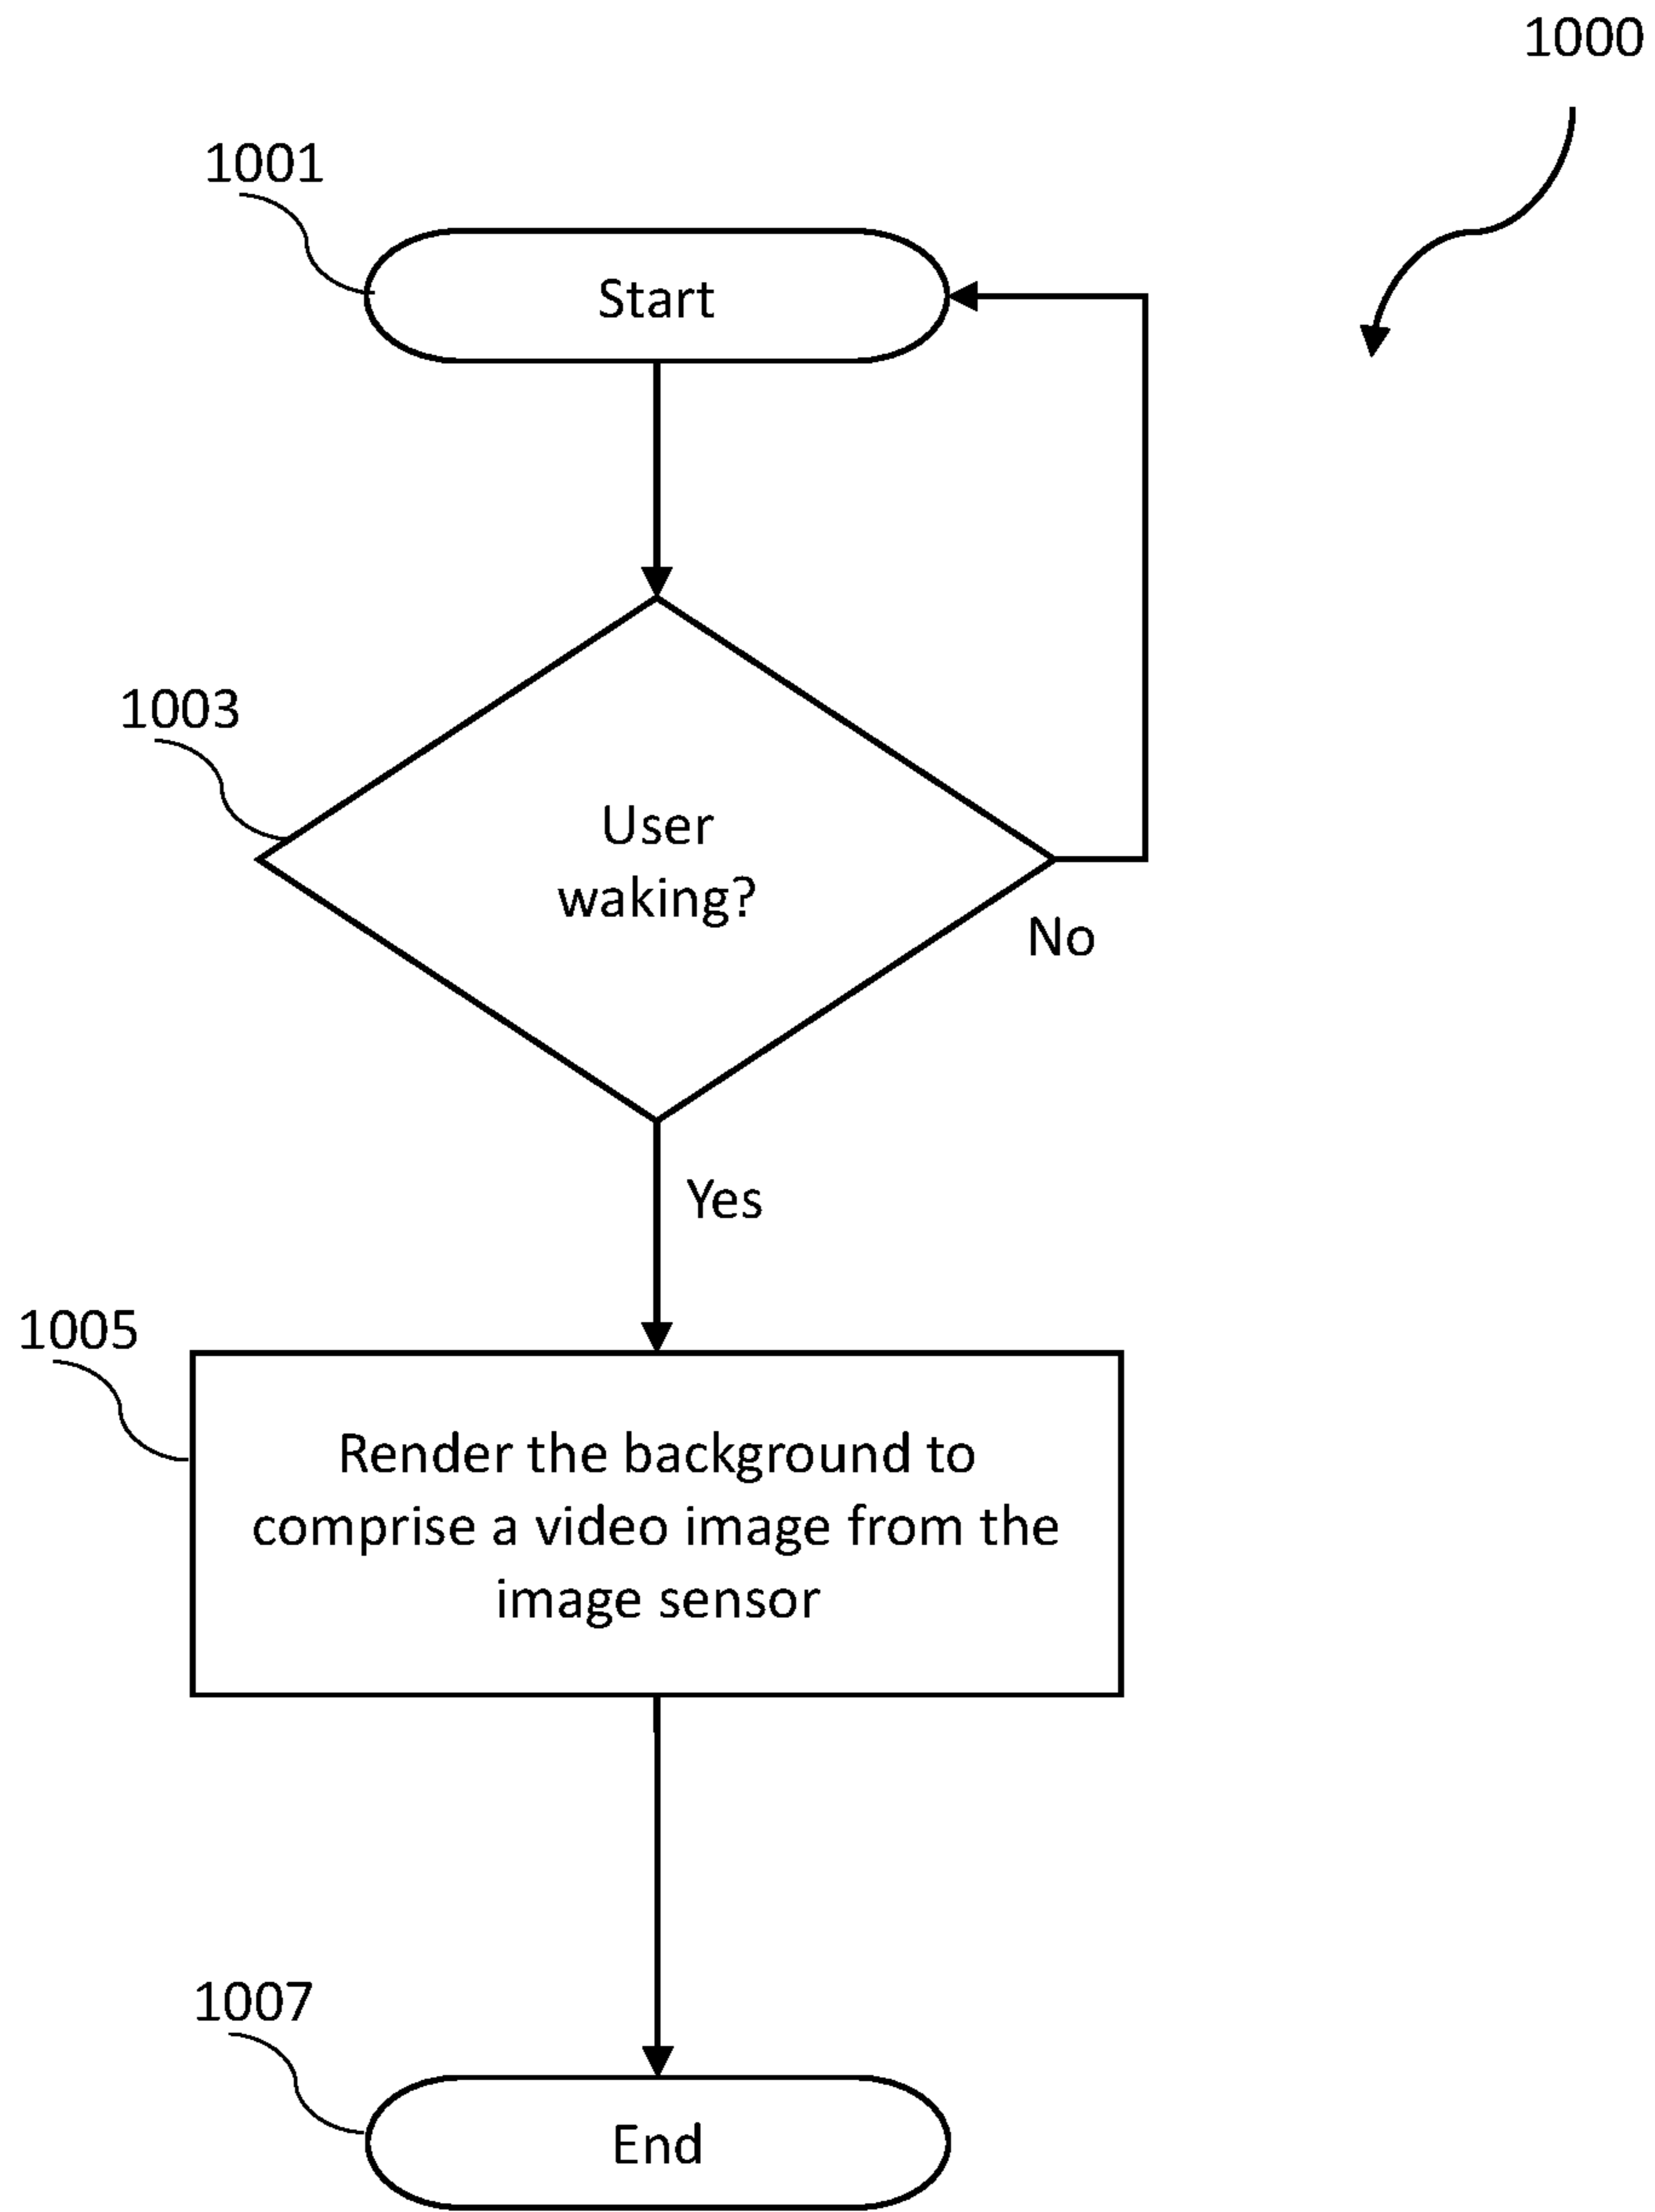 1000
1001
Start
1003
User
waking?
No
Yes
1005
Render the background to
comprise a video image from the
image sensor
1007
End